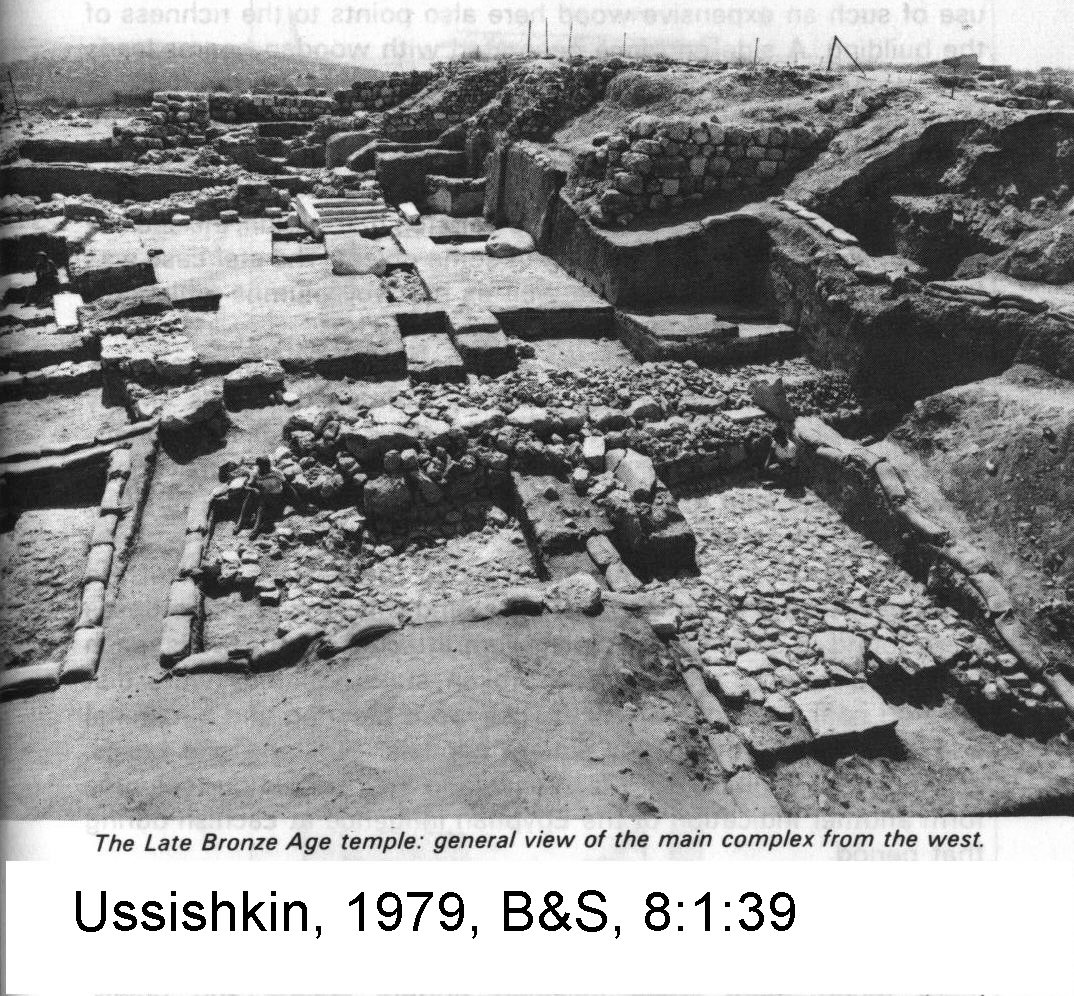 The Late Bronze Age temple: general view of the main complex from the west.
Ussishkin, 1979, B&S, 8:1:39